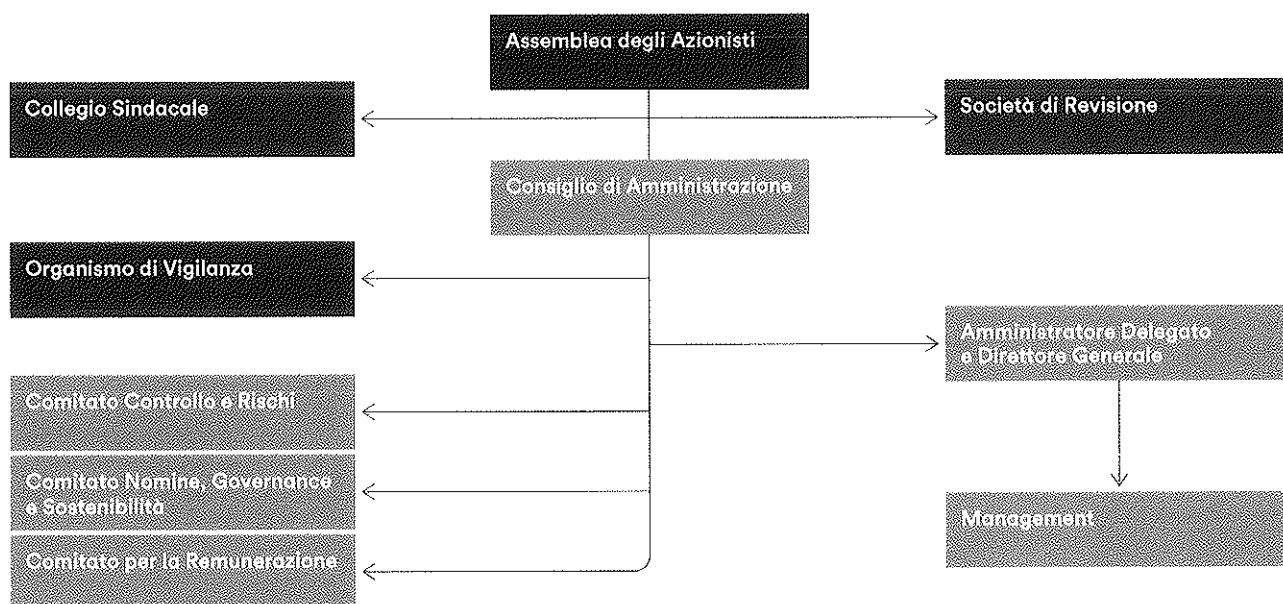 Assemblea degli Azionisti
Collegio Sindacale
Società di Revisione
Consiglio di Amministrazione
Organismo di Vigilanza
Amministratore Delegato
e Direttore Generale
Comitato Controllo e Rischi
Comitato Nomine, Governance
e Sostenibilità
Management
Comitato per la Remunerazione